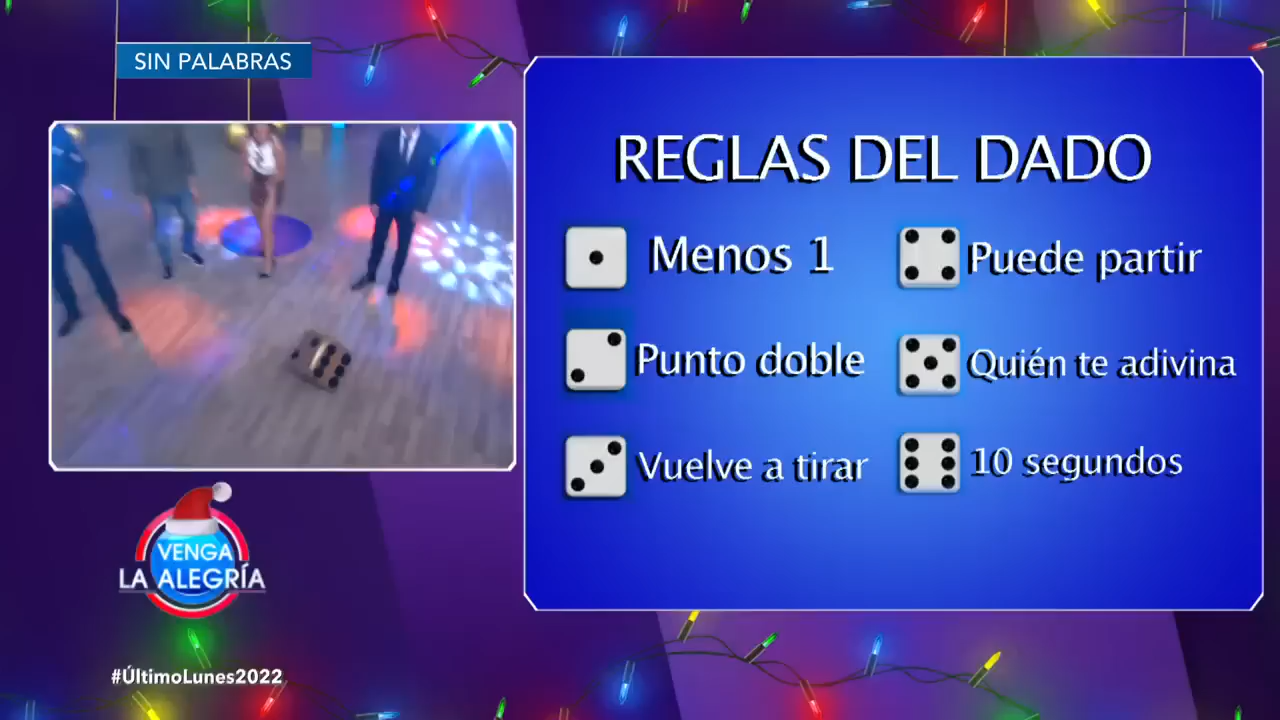 SIN PALABRAS
REGLAS DEL DADO
Menos 1
Puede partir
Punto doble
Quién te adivina
Vuelve a tirar
10 segundos
VENGA
LA ALEGRÍA
#ÚltimoLunes2022